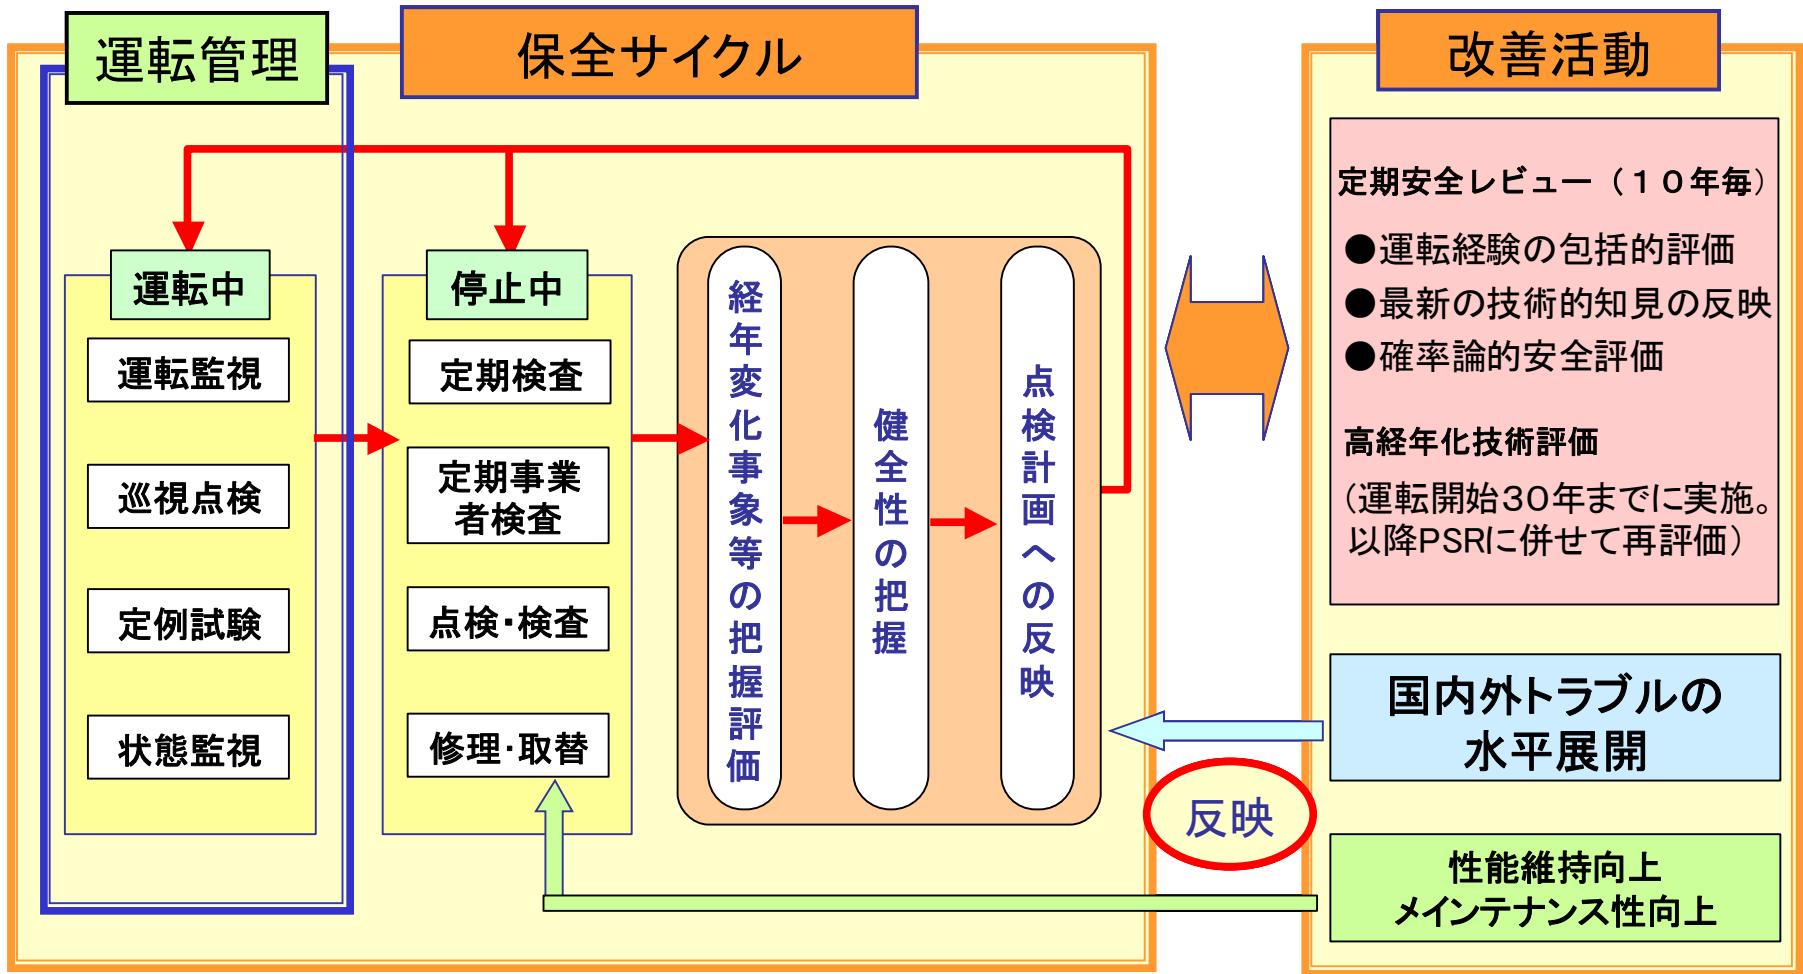 運転管理
保全サイクル
改善活動
運転中
運転監視
巡視点検
定例試験
状態監視
停止中
定期検査
定期事業
者検査
点検・検査
修理・取替
経年変化事象等の把握評価
健全性の把握
点検計画への反映
定期安全レビュー（１０年毎）
●運転経験の包括的評価
●最新の技術的知見の反映
●確率論的安全評価
高経年化技術評価
（運転開始３０年までに実施。
以降PSRに併せて再評価）
国内外トラブルの
水平展開
反映
性能維持向上
メインテナンス性向上